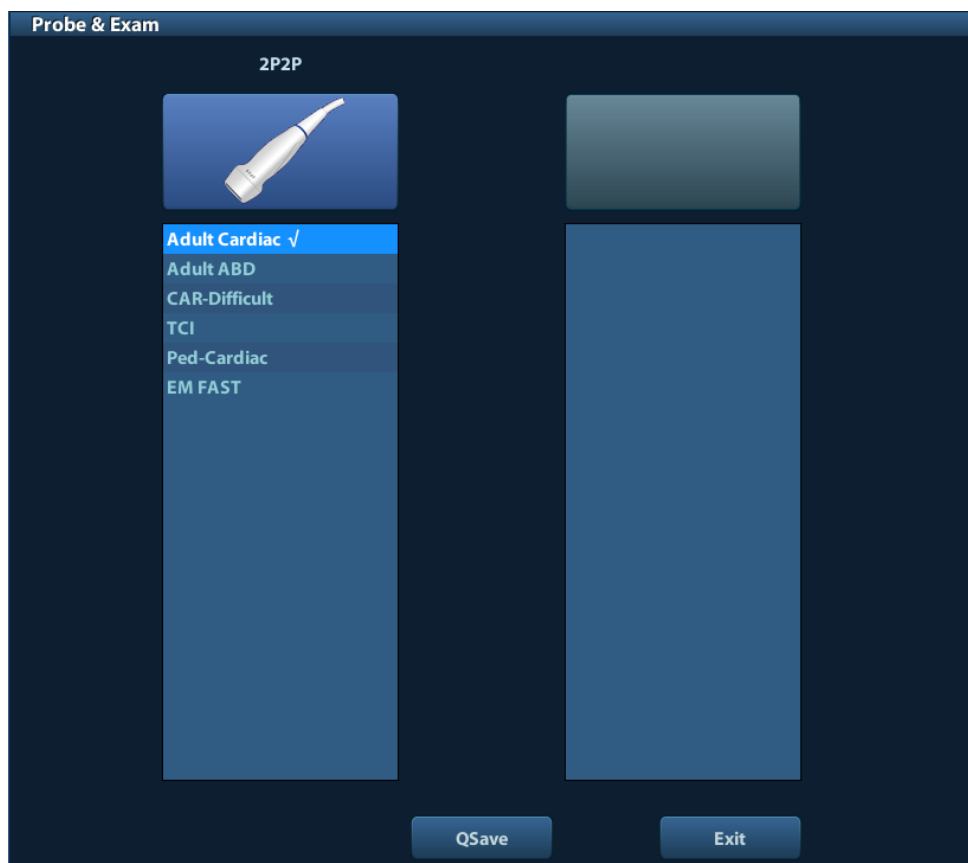 Probe & Exam
2P2P
Adult Cardiac √
Adult ABD
CAR-Difficult
TCI
Ped-Cardiac
EM FAST
QSave
Exit